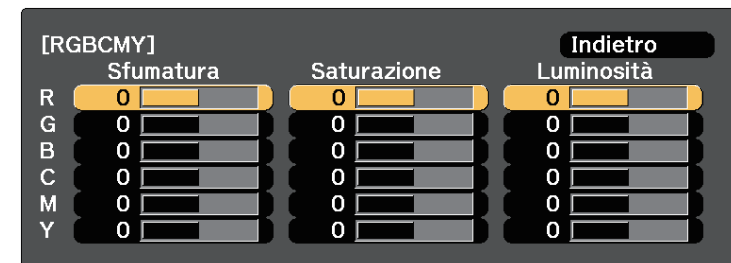 [RGBCMY] Indietro
Sfumatura Saturazione Luminosità
R 0 0 0
G 0 0 0
B 0 0 0
C 0 0 0
M 0 0 0
Y 0 0 0